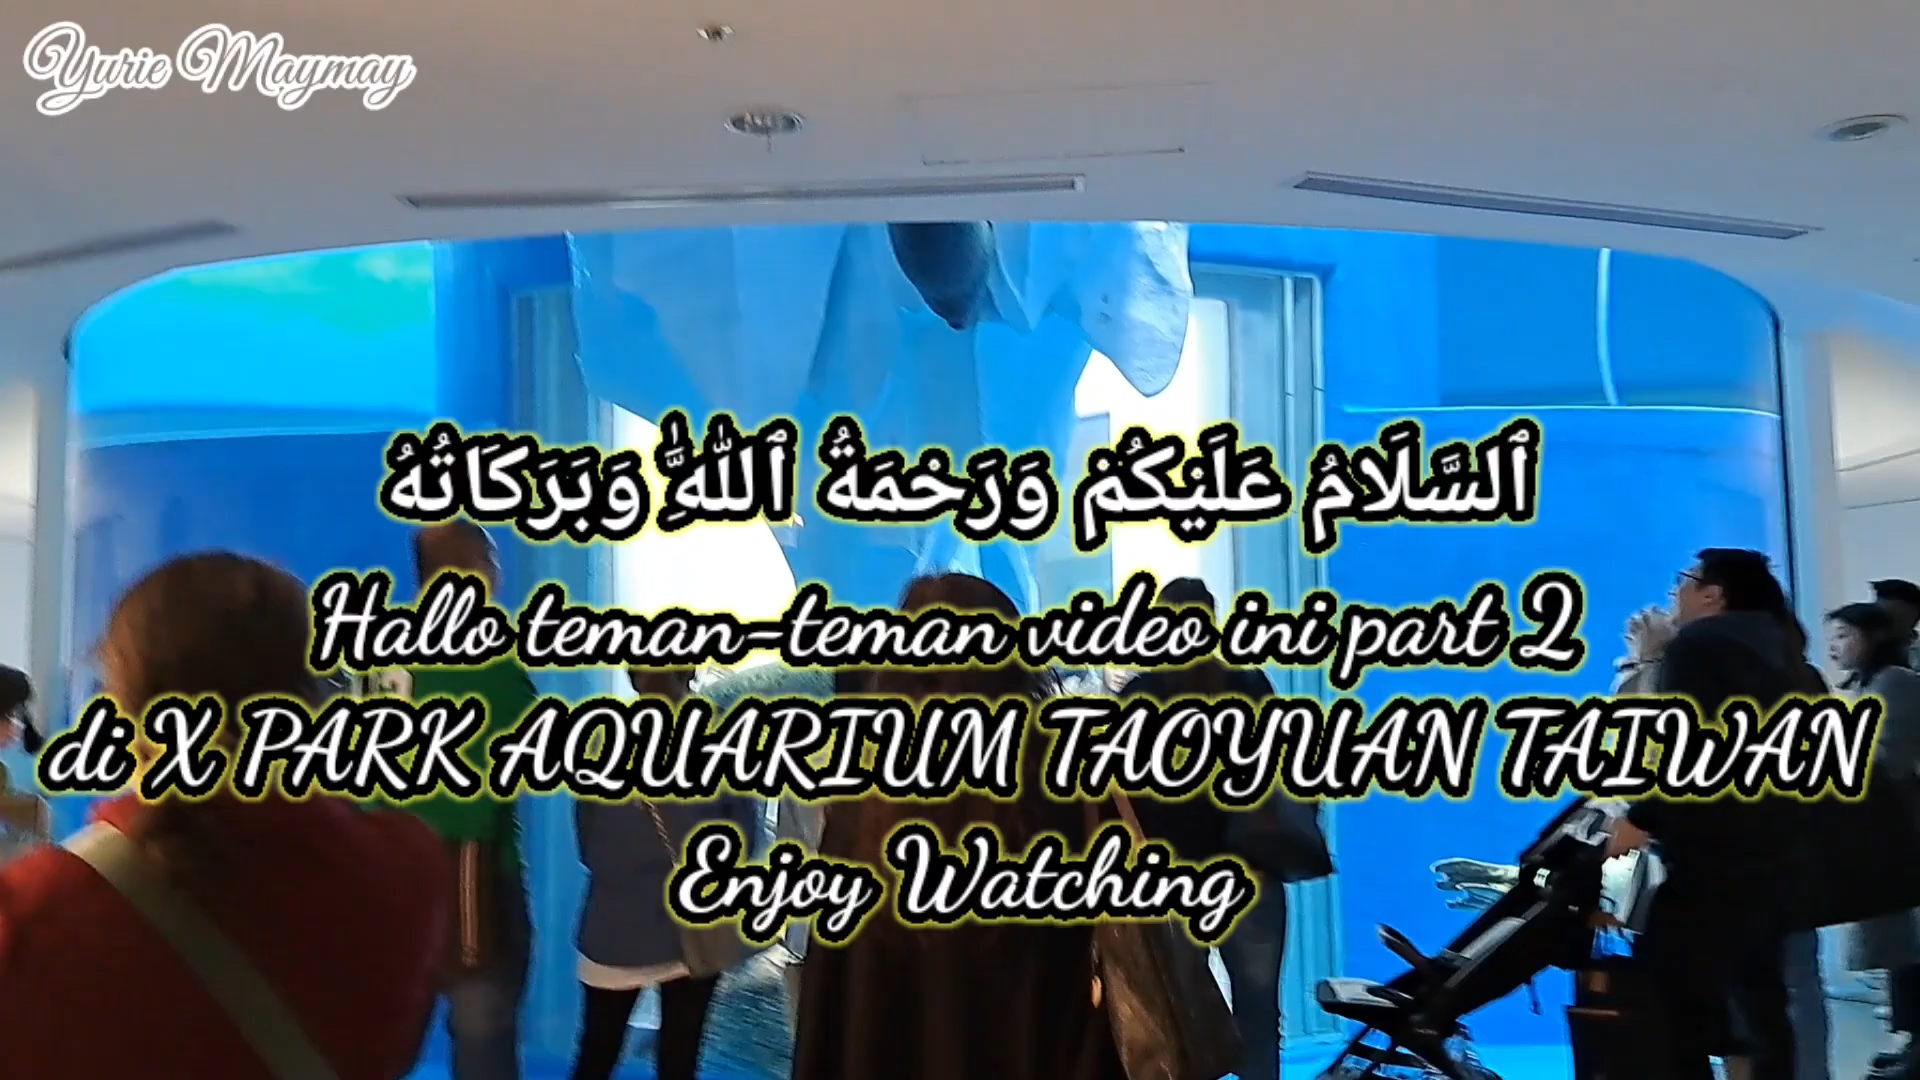 Yurie Maymay
ٱلسَّلَامُ عَلَيْكُمْ وَرَحْمَةُ ٱللَّٰهِ وَبَرَكَاتُهُ
Hallo teman-teman video ini part 2
di X PARK AQUARIUM TAOYUAN TAIWAN
Enjoy Watching